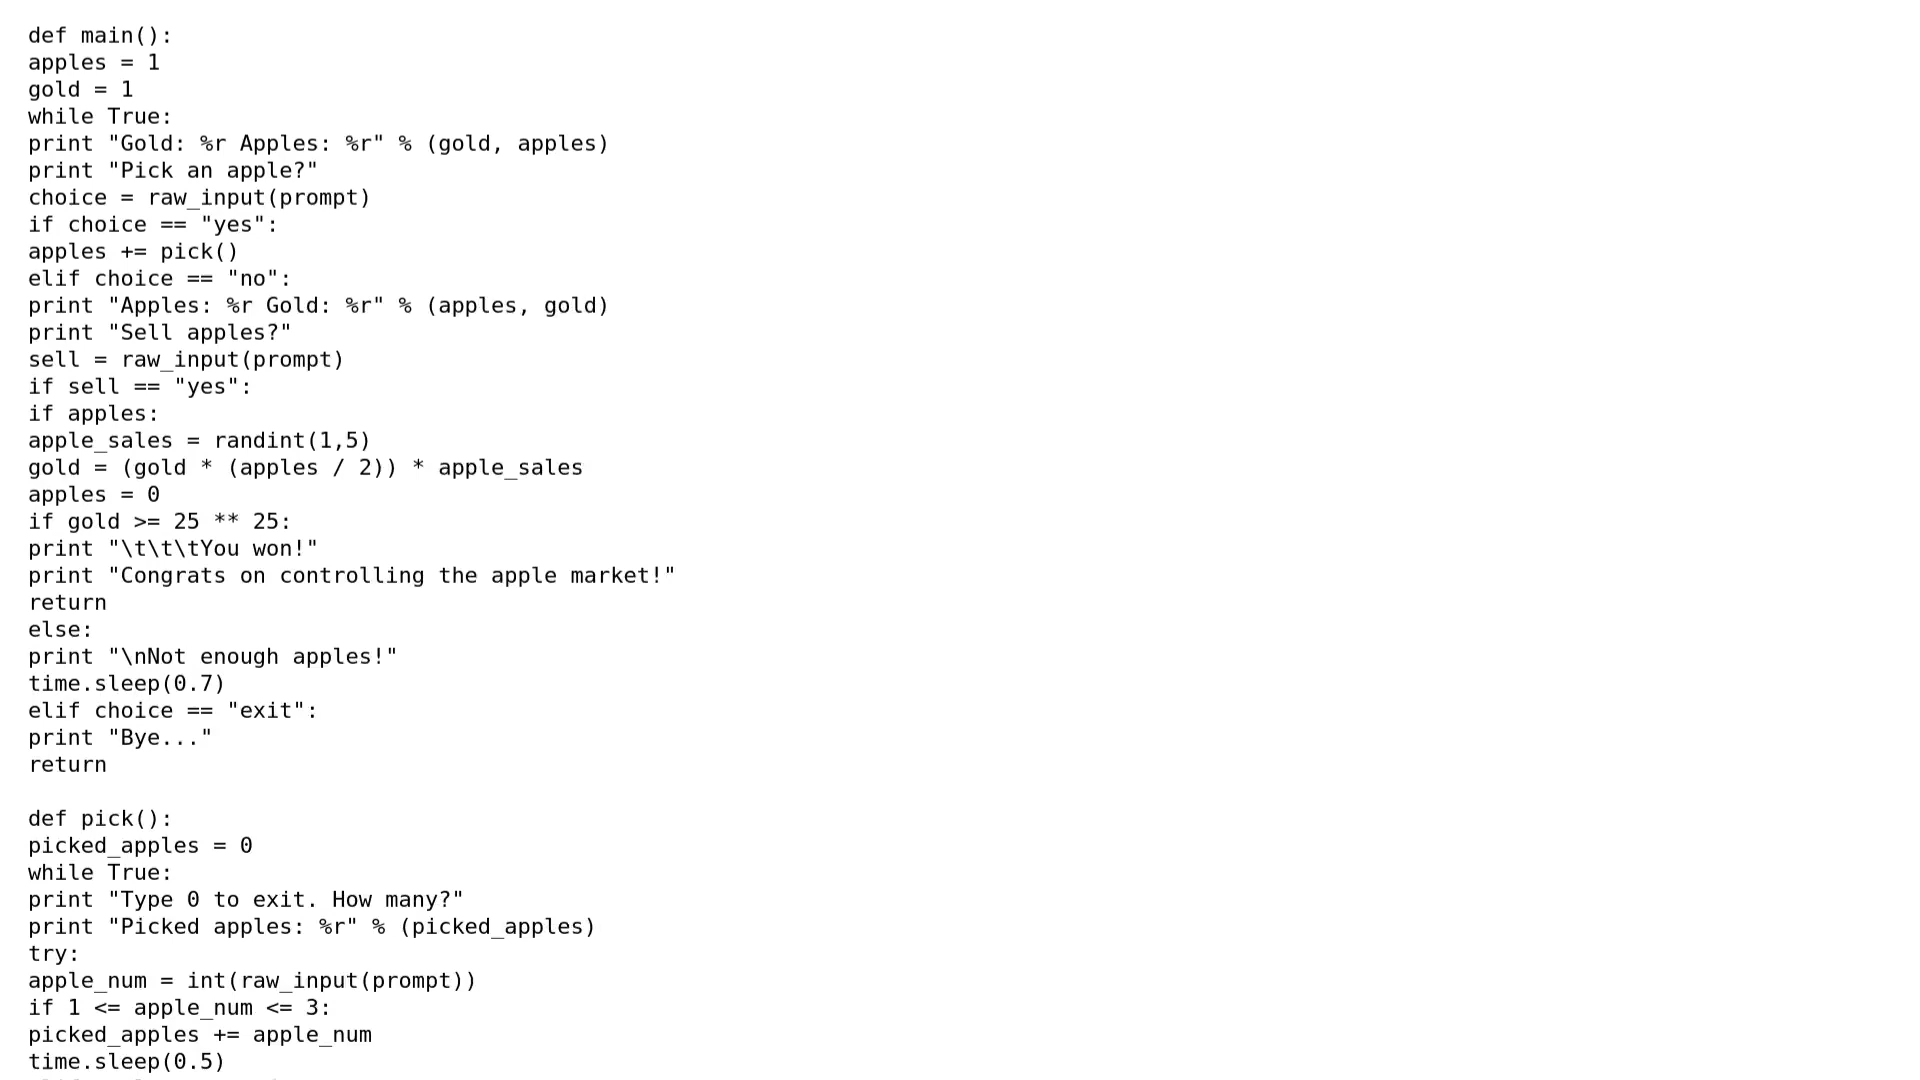 def main():
apples = 1
gold = 1
while True:
print "Gold: %r Apples: %r" % (gold, apples)
print "Pick an apple?"
choice = raw_input(prompt)
if choice == "yes":
apples += pick()
elif choice == "no":
print "Apples: %r Gold: %r" % (apples, gold)
print "Sell apples?"
sell = raw_input(prompt)
if sell == "yes":
if apples:
apple_sales = randint(1,5)
gold = (gold * (apples / 2)) * apple_sales
apples = 0
if gold >= 25 ** 25:
print "\t\t\tYou won!"
print "Congrats on controlling the apple market!"
return
else:
print "\nNot enough apples!"
time.sleep(0.7)
elif choice == "exit":
print "Bye..."
return

def pick():
picked_apples = 0
while True:
print "Type 0 to exit. How many?"
print "Picked apples: %r" % (picked_apples)
try:
apple_num = int(raw_input(prompt))
if 1 <= apple_num <= 3:
picked_apples += apple_num
time.sleep(0.5)